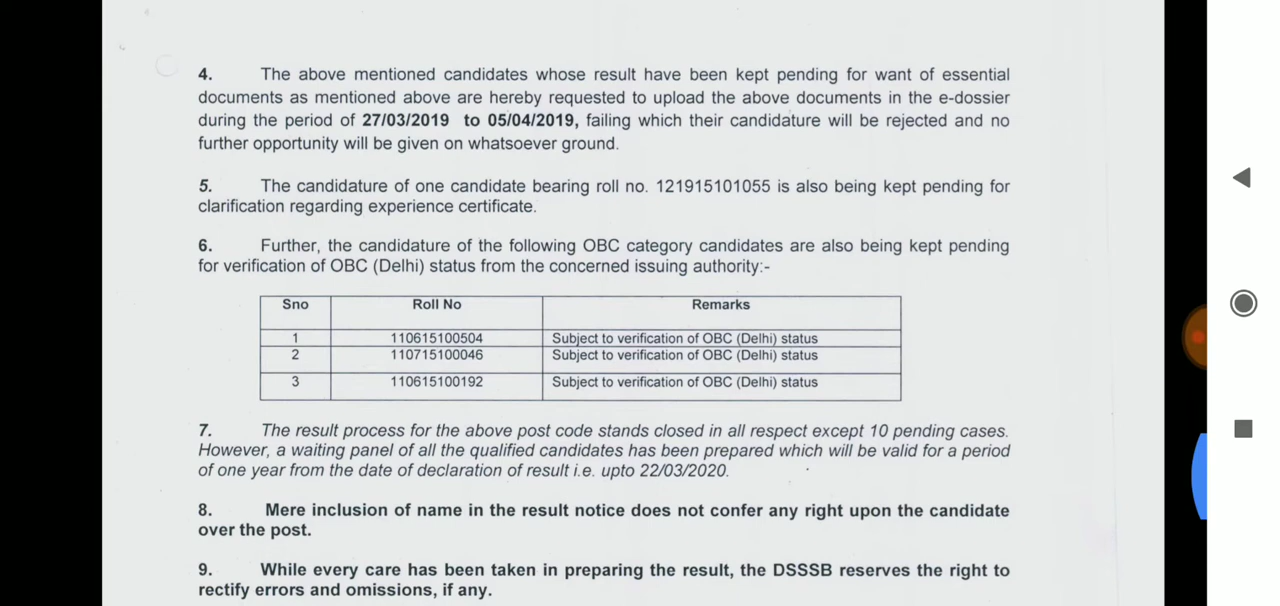 4. The above mentioned candidates whose result have been kept pending for want of essential
documents as mentioned above are hereby requested to upload the above documents in the e-dossier
during the period of 27/03/2019 to 05/04/2019, failing which their candidature will be rejected and no
further opportunity will be given on whatsoever ground.
5. The candidature of one candidate bearing roll no. 121915101055 is also being kept pending for
clarification regarding experience certificate.
6. Further, the candidature of the following OBC category candidates are also being kept pending
for verification of OBC (Delhi) status from the concerned issuing authority:-
Sno Roll No Remarks
1 110615100504 Subject to verification of OBC (Delhi) status
2 110715100046 Subject to verification of OBC (Delhi) status
3 110615100192 Subject to verification of OBC (Delhi) status
7. The result process for the above post code stands closed in all respect except 10 pending cases.
However, a waiting panel of all the qualified candidates has been prepared which will be valid for a period
of one year from the date of declaration of result i.e. upto 22/03/2020.
8. Mere inclusion of name in the result notice does not confer any right upon the candidate
over the post.
9. While every care has been taken in preparing the result, the DSSSB reserves the right to
rectify errors and omissions, if any.